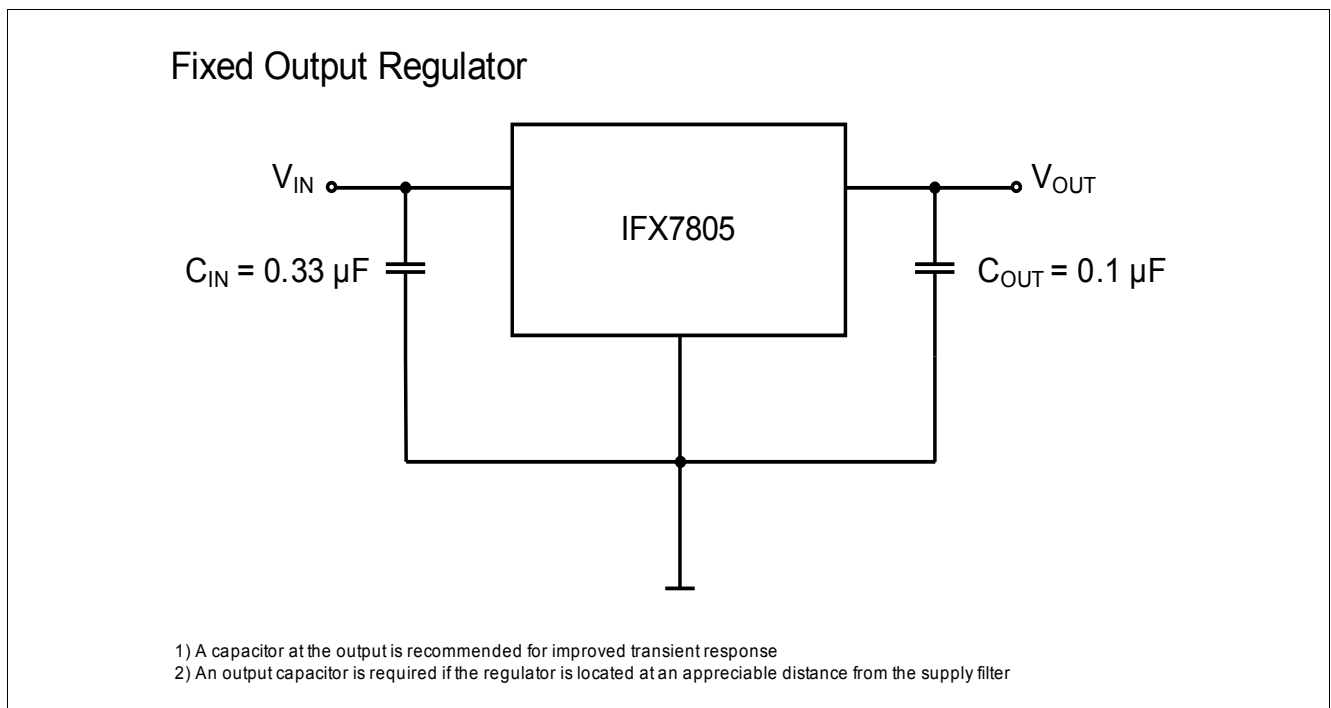 Fixed Output Regulator
VIN
VOUT
IFX7805
CIN = 0.33 µF
COUT = 0.1 µF
1) A capacitor at the output is recommended for improved transient response
2) An output capacitor is required if the regulator is located at an appreciable distance from the supply filter